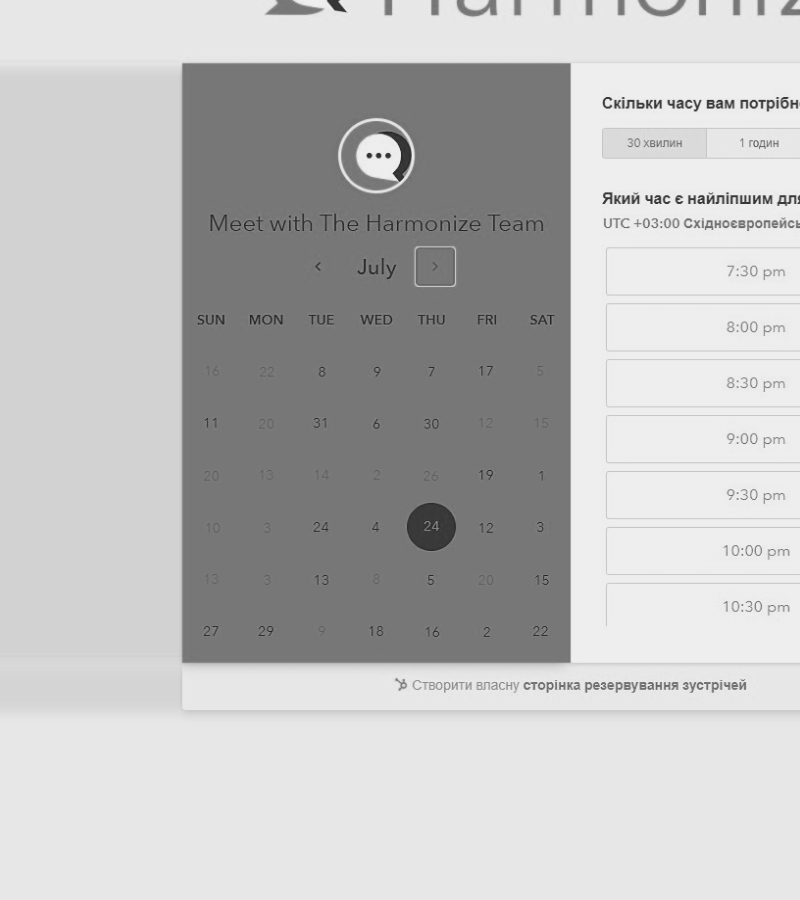 Harmoniz
Скільки часу вам потрібн
30 хвилин 1 годин
Meet with The Harmonize Team
Який час є найліпшим для
UTC +03:00 Східноєвропейсь
July
7:30 pm
8:00 pm
8:30 pm
9:00 pm
9:30 pm
10:00 pm
10:30 pm
SUN MON TUE WED THU FRI SAT
16 22 8 9 7 17 5
11 20 31 6 30 12 15
20 13 14 2 26 19 1
10 3 24 4 24 12 3
13 3 13 8 5 20 15
27 29 9 18 16 2 22
Створити власну сторінка резервування зустрічей